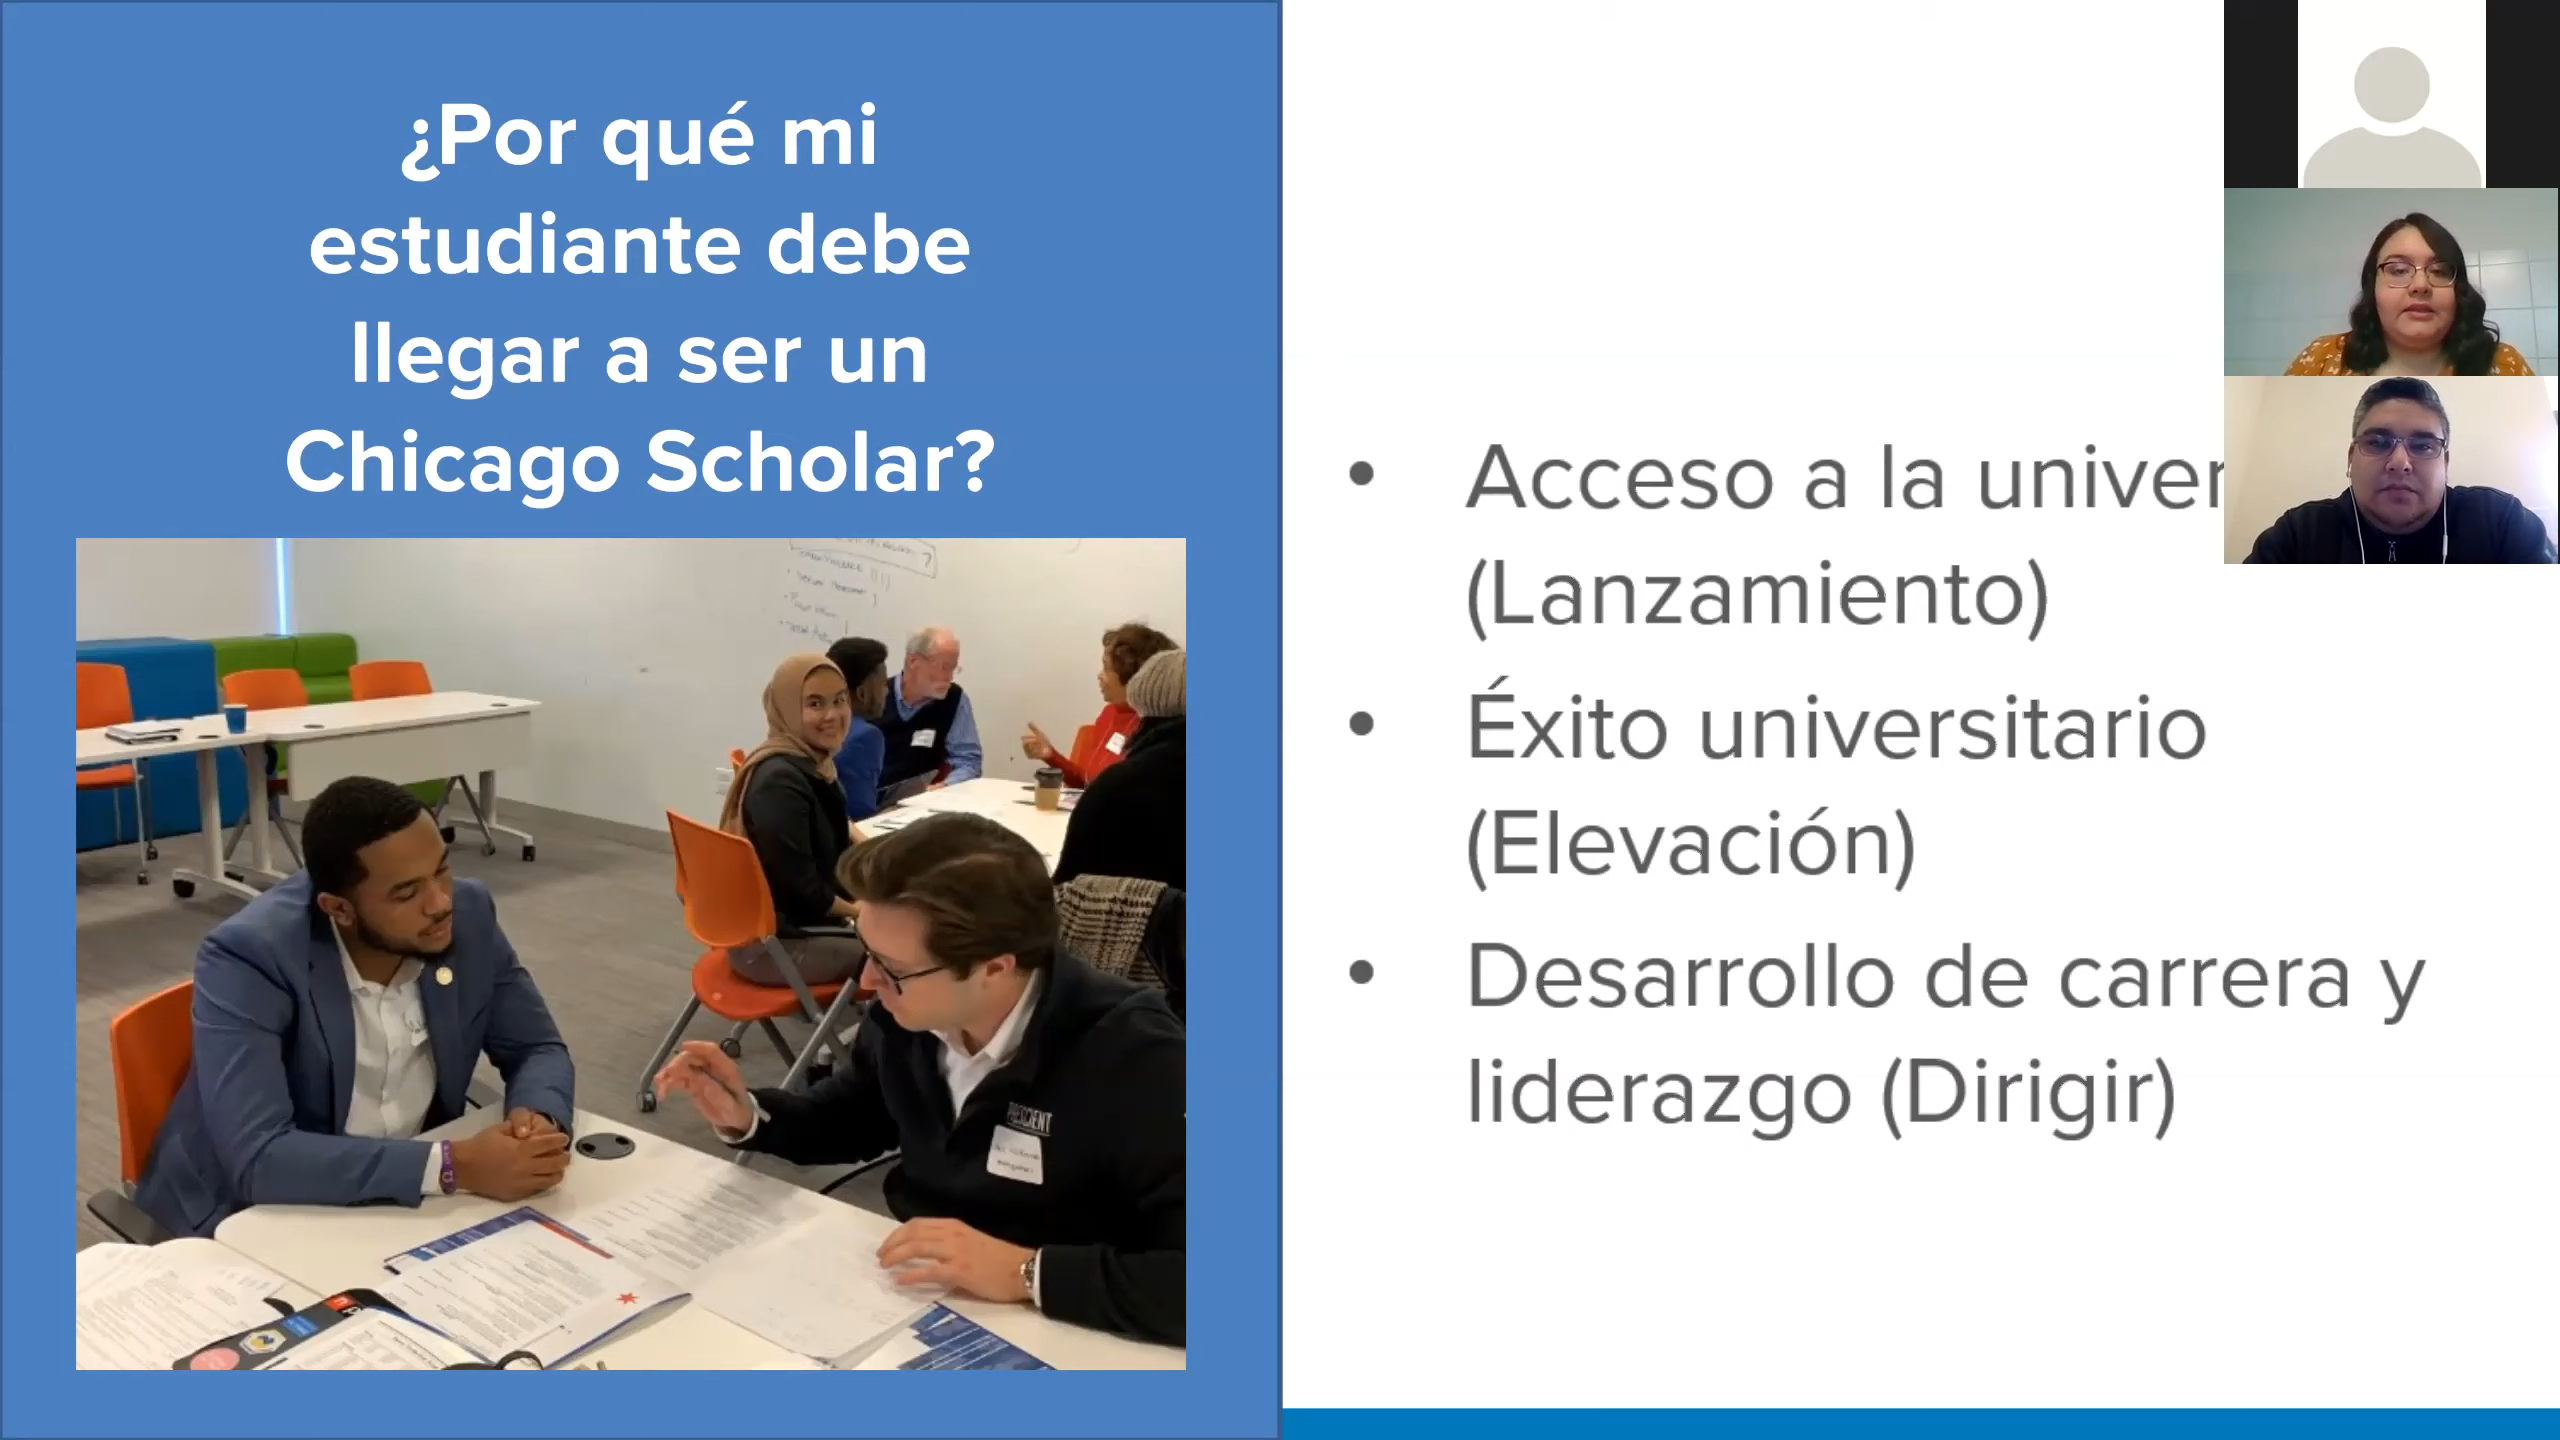 ¿Por qué mi
estudiante debe
llegar a ser un
Chicago Scholar?
• Acceso a la univer
(Lanzamiento)
• Éxito universitario
(Elevación)
• Desarrollo de carrera y
liderazgo (Dirigir)
PRESCIENT